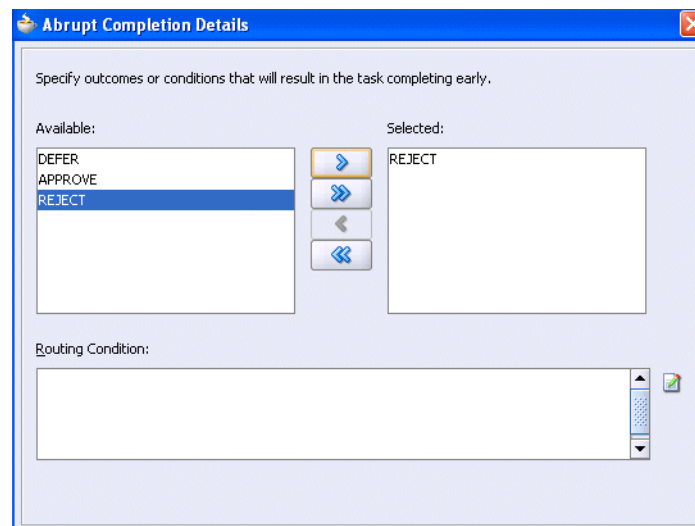 Abrupt Completion Details
Specify outcomes or conditions that will result in the task completing early.
Available:
Selected:
DEFER
APPROVE
REJECT
REJECT
Routing Condition: